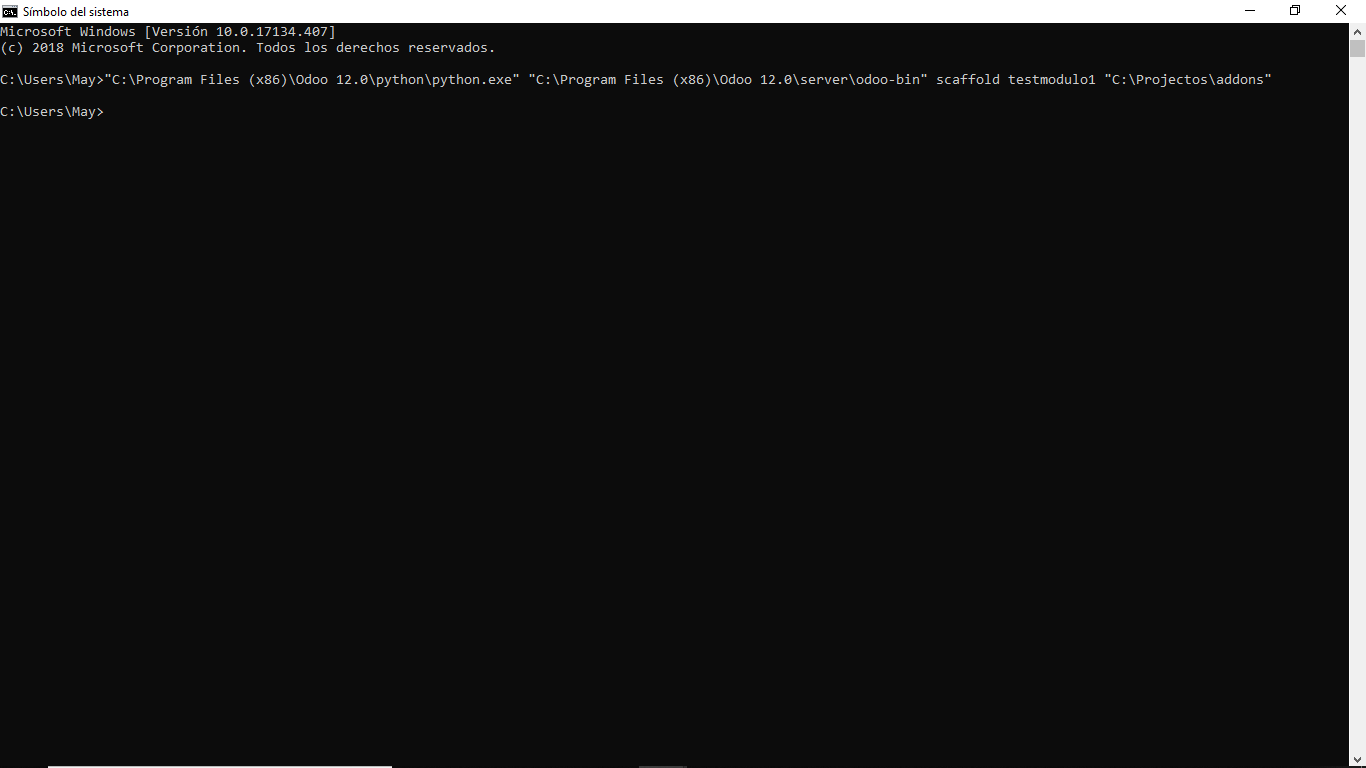 Símbolo del sistema
Microsoft Windows [Versión 10.0.17134.407]
(c) 2018 Microsoft Corporation. Todos los derechos reservados.
C:\Users\May>"C:\Program Files (x86)\Odoo 12.0\python\python.exe" "C:\Program Files (x86)\Odoo 12.0\server\odoo-bin" scaffold testmodulo1 "C:\Projectos\addons"
C:\Users\May>